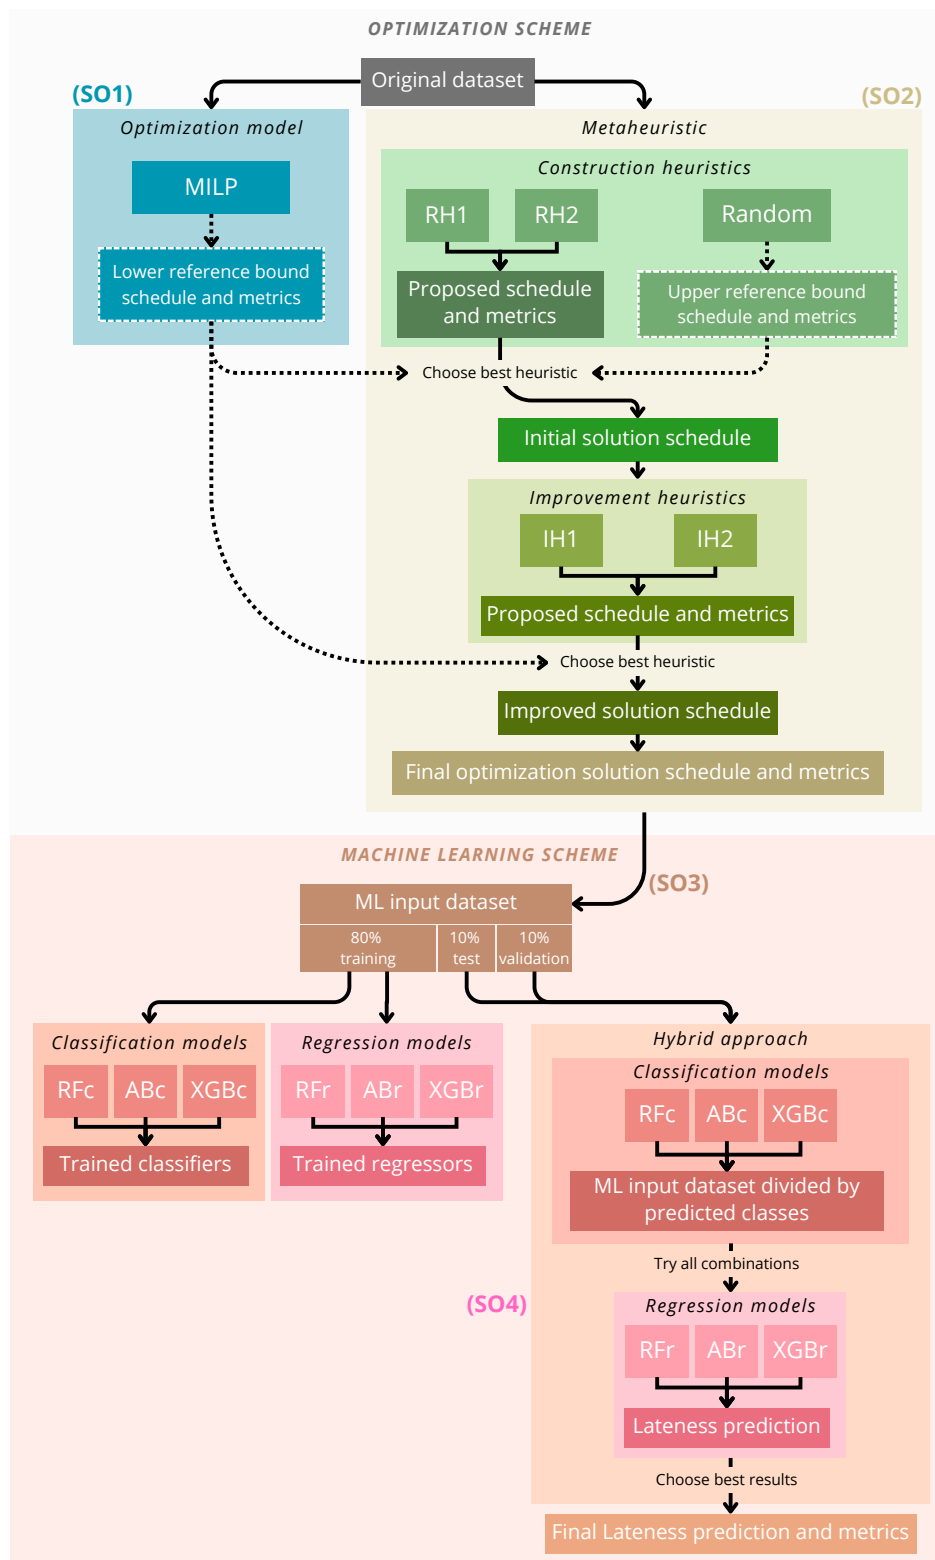 OPTIMIZATION SCHEME
Original dataset
(SO1)
(SO2)
Optimization model
Metaheuristic
MILP
Lower reference bound
schedule and metrics
Construction heuristics
RH1
RH2
Random
Proposed schedule
and metrics
Upper reference bound
schedule and metrics
Choose best heuristic
Initial solution schedule
Improvement heuristics
IH1
IH2
Proposed schedule and metrics
Choose best heuristic
Improved solution schedule
Final optimization solution schedule and metrics
MACHINE LEARNING SCHEME
(SO3)
ML input dataset
80%
training
10%
test
10%
validation
Classification models
RFc
ABc
XGBc
Trained classifiers
Regression models
RFr
ABr
XGBr
Trained regressors
Hybrid approach
Classification models
RFc
ABc
XGBc
ML input dataset divided by
predicted classes
Try all combinations
(SO4)
Regression models
RFr
ABr
XGBr
Lateness prediction
Choose best results
Final Lateness prediction and metrics